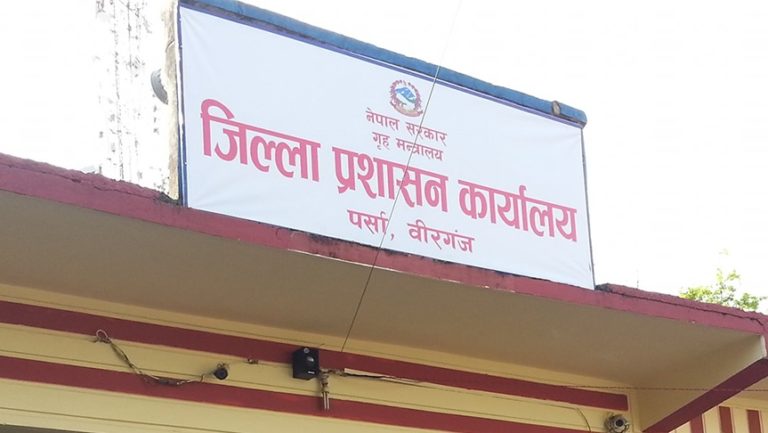 नेपाल सरकार
गृह मन्त्रालय
जिल्ला प्रशासन कार्यालय
पर्सा, वीरगंज